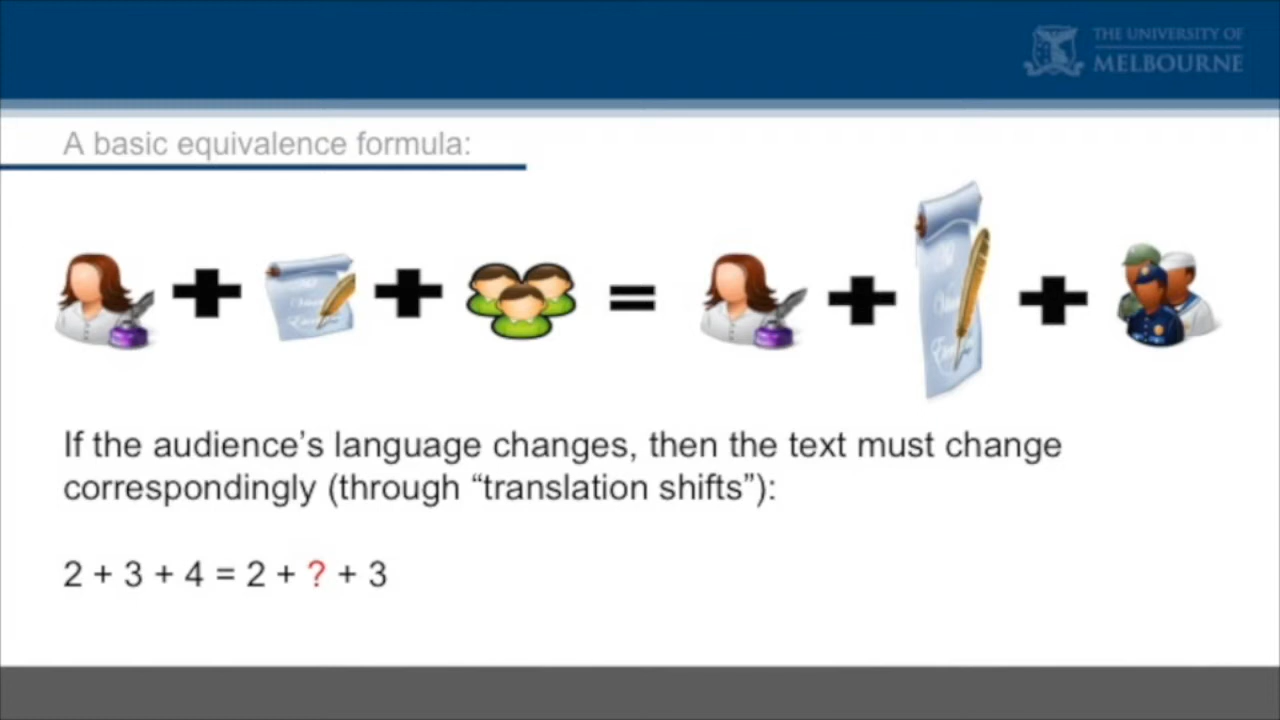 THE UNIVERSITY OF
MELBOURNE
A basic equivalence formula:
If the audience’s language changes, then the text must change
correspondingly (through “translation shifts”):
2 + 3 + 4 = 2 + ? + 3